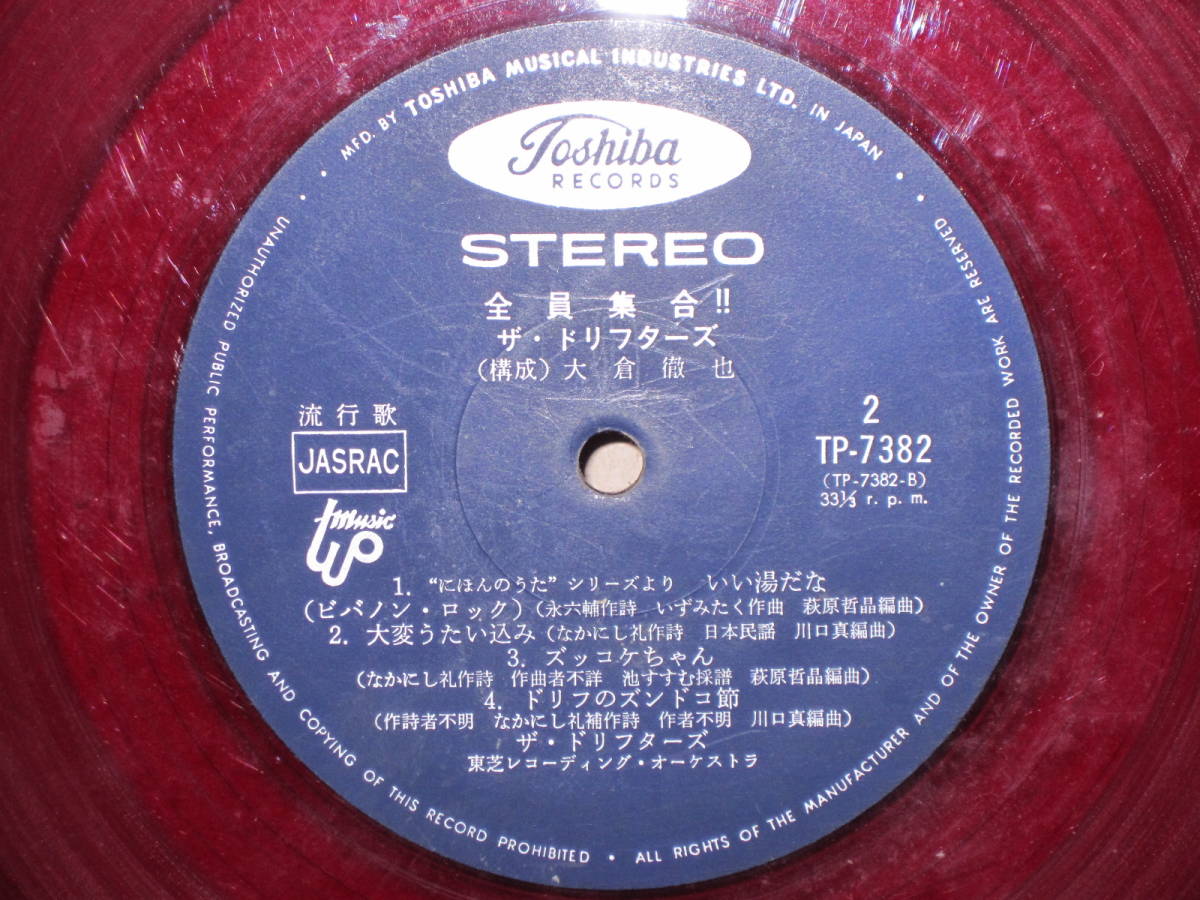 MFD. BY TOSHIBA MUSICAL INDUSTRIES LTD. IN JAPAN
Toshiba
RECORDS
STEREO
全員集合!!
ザ・ドリフターズ
(構成)大倉徹也
流行歌
JASRAC
music
up
2
TP-7382
(TP-7382-B)
33⅓ r. p. m.
1. “にほんのうた”シリーズより いい湯だな
(ビバノン・ロック)(永六輔作詩 いずみたく作曲 萩原哲晶編曲)
2. 大変うたい込み(なかにし礼作詩 日本民謡 川口真編曲)
3. ズッコケちゃん
(なかにし礼作詩 作曲者不詳 池すすむ採譜 萩原哲晶編曲)
4. ドリフのズンドコ節
(作詩者不明 なかにし礼補作詩 作者不明 川口真編曲)
ザ・ドリフターズ
東芝レコーディング・オーケストラ
UNAUTHORIZED PUBLIC PERFORMANCE, BROADCASTING AND COPYING OF THIS RECORD PROHIBITED • ALL RIGHTS OF THE MANUFACTURER AND OF THE OWNER OF THE RECORDED WORK ARE RESERVED